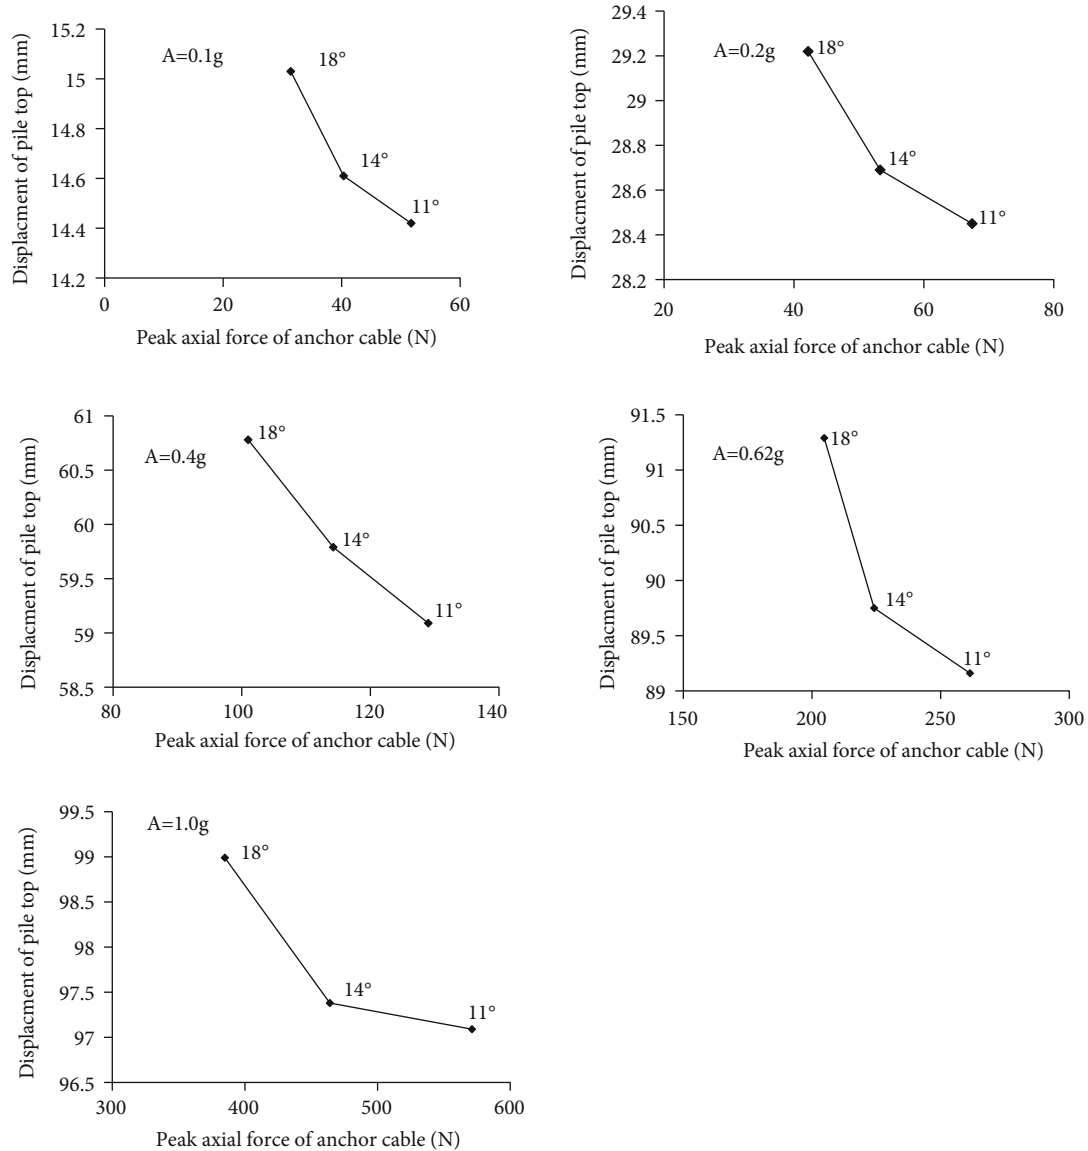 Displacment of pile top (mm)
15.2
15
14.8
14.6
14.4
14.2
A=0.1g
18°
14°
11°
0 20 40 60
Peak axial force of anchor cable (N)
Displacment of pile top (mm)
29.4
29.2
29
28.8
28.6
28.4
28.2
A=0.2g
18°
14°
11°
20 40 60 80
Peak axial force of anchor cable (N)
Displacment of pile top (mm)
61
60.5
60
59.5
59
58.5
A=0.4g
18°
14°
11°
80 100 120 140
Peak axial force of anchor cable (N)
Displacment of pile top (mm)
91.5
91
90.5
90
89.5
89
A=0.62g
18°
14°
11°
150 200 250 300
Peak axial force of anchor cable (N)
Displacment of pile top (mm)
99.5
99
98.5
98
97.5
97
96.5
A=1.0g
18°
14°
11°
300 400 500 600
Peak axial force of anchor cable (N)